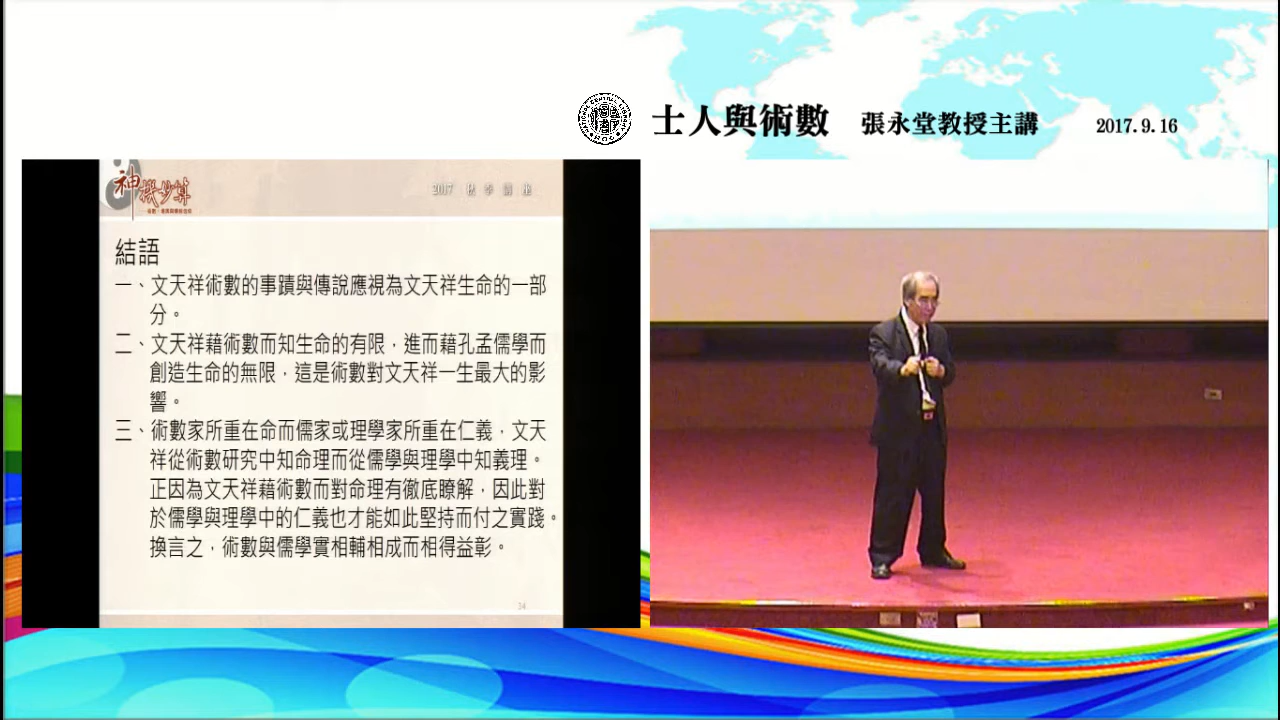 士人與術數 張永堂教授主講 2017.9.16
神機妙算
2017 秋季講座
結語
一、文天祥術數的事蹟與傳說應視為文天祥生命的一部
分。
二、文天祥藉術數而知生命的有限，進而藉孔孟儒學而
創造生命的無限，這是術數對文天祥一生最大的影
響。
三、術數家所重在命而儒家或理學家所重在仁義，文天
祥從術數研究中知命理而從儒學與理學中知義理。
正因為文天祥藉術數而對命理有徹底瞭解，因此對
於儒學與理學中的仁義也才能如此堅持而付之實踐。
換言之，術數與儒學實相輔相成而相得益彰。
34